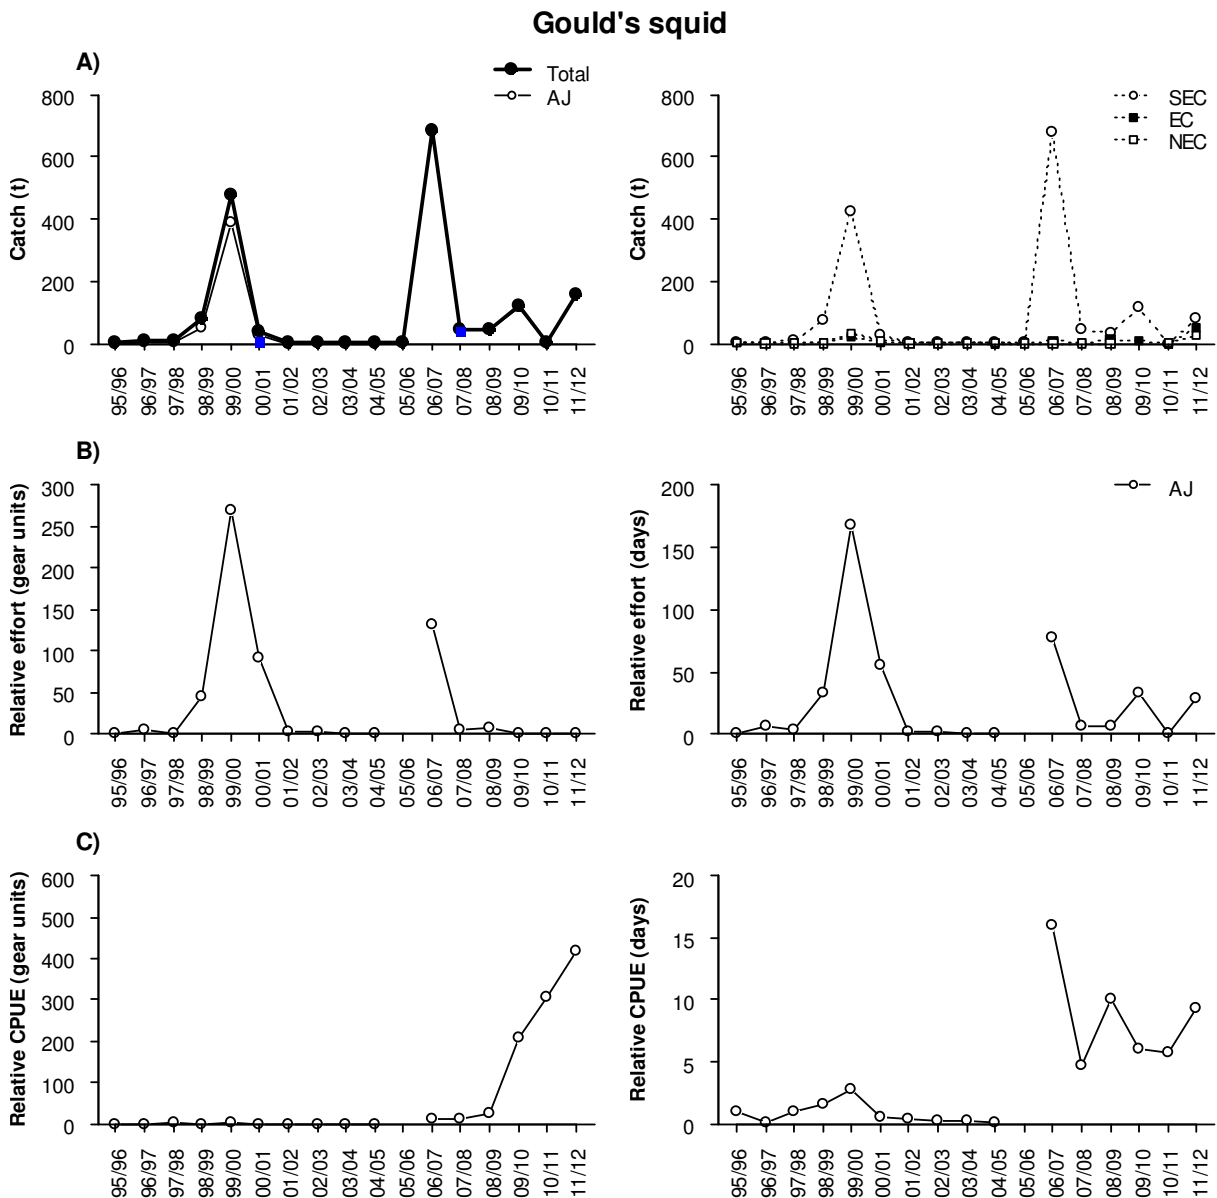 Gould's squid
A)
Total
AJ
Catch (t)
800
600
400
200
0
95/96 96/97 97/98 98/99 99/00 00/01 01/02 02/03 03/04 04/05 05/06 06/07 07/08 08/09 09/10 10/11 11/12
SEC
EC
NEC
Catch (t)
800
600
400
200
0
95/96 96/97 97/98 98/99 99/00 00/01 01/02 02/03 03/04 04/05 05/06 06/07 07/08 08/09 09/10 10/11 11/12
B)
Relative effort (gear units)
300
250
200
150
100
50
0
95/96 96/97 97/98 98/99 99/00 00/01 01/02 02/03 03/04 04/05 05/06 06/07 07/08 08/09 09/10 10/11 11/12
AJ
Relative effort (days)
200
150
100
50
0
95/96 96/97 97/98 98/99 99/00 00/01 01/02 02/03 03/04 04/05 05/06 06/07 07/08 08/09 09/10 10/11 11/12
C)
Relative CPUE (gear units)
600
500
400
300
200
100
0
95/96 96/97 97/98 98/99 99/00 00/01 01/02 02/03 03/04 04/05 05/06 06/07 07/08 08/09 09/10 10/11 11/12
Relative CPUE (days)
20
15
10
5
0
95/96 96/97 97/98 98/99 99/00 00/01 01/02 02/03 03/04 04/05 05/06 06/07 07/08 08/09 09/10 10/11 11/12